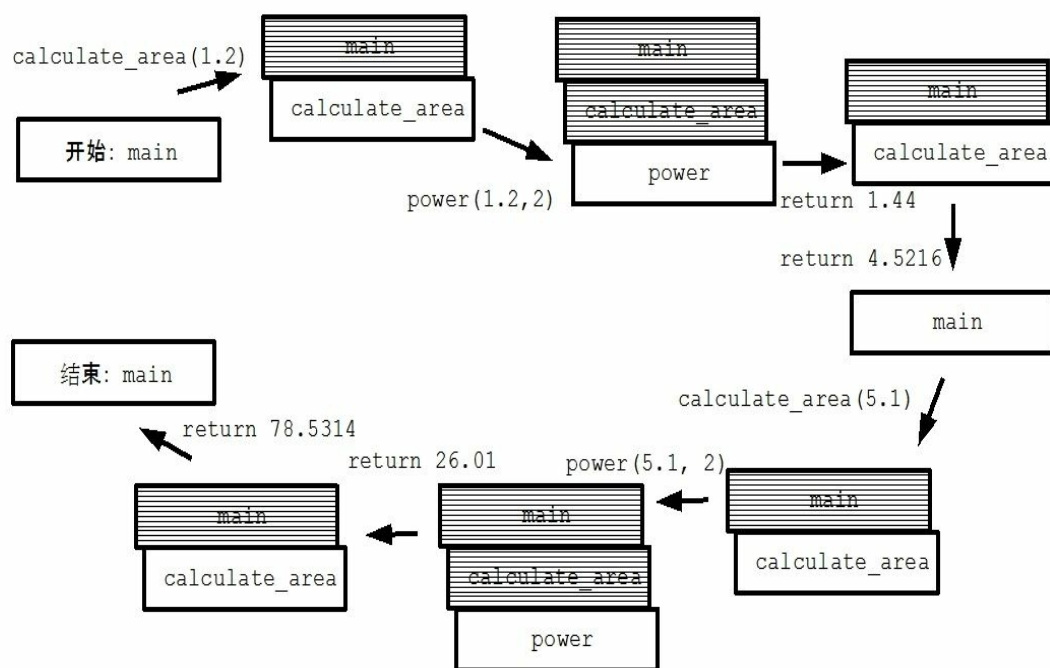 calculate_area(1.2)
开始: main
main
calculate_area
power(1.2,2)
main
calculate_area
power
return 1.44
main
calculate_area
return 4.5216
main
calculate_area(5.1)
main
calculate_area
power(5.1, 2)
main
calculate_area
power
return 26.01
main
calculate_area
return 78.5314
结束: main